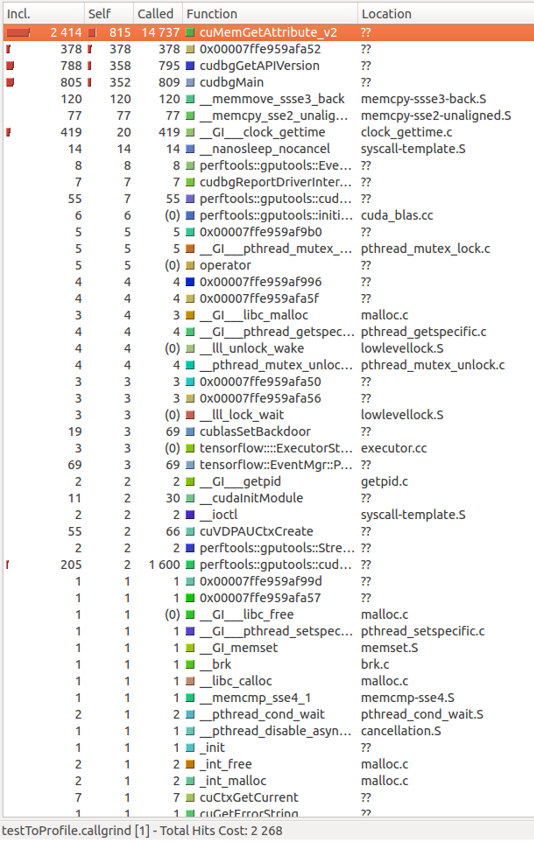 Incl. Self Called Function Location
2 414 815 14 737 cuMemGetAttribute_v2 ??
378 378 378 0x00007ffe959afa52 ??
788 358 795 cudbgGetAPIVersion ??
805 352 809 cudbgMain ??
120 120 120 __memmove_ssse3_back memcpy-ssse3-back.S
77 77 77 __memcpy_sse2_unalig... memcpy-sse2-unaligned.S
419 20 419 __GI___clock_gettime clock_gettime.c
14 14 14 __nanosleep_nocancel syscall-template.S
8 8 8 perftools::gputools::Eve... ??
7 7 7 cudbgReportDriverInter... ??
55 7 55 perftools::gputools::cud... ??
6 6 (0) perftools::gputools::initi... cuda_blas.cc
5 5 5 0x00007ffe959af9b0 ??
5 5 5 __GI___pthread_mutex_... pthread_mutex_lock.c
5 5 (0) operator ??
4 4 4 0x00007ffe959af996 ??
4 4 4 0x00007ffe959afa5f ??
3 4 3 __GI___libc_malloc malloc.c
4 4 4 __GI___pthread_getspec... pthread_getspecific.c
4 4 (0) __lll_unlock_wake lowlevellock.S
4 4 4 __pthread_mutex_unloc... pthread_mutex_unlock.c
3 3 3 0x00007ffe959afa50 ??
3 3 3 0x00007ffe959afa56 ??
3 3 (0) __lll_lock_wait lowlevellock.S
19 3 69 cublasSetBackdoor ??
3 3 (0) tensorflow::::ExecutorSt... executor.cc
69 3 69 tensorflow::EventMgr::P... ??
2 2 2 __GI___getpid getpid.c
11 2 30 __cudaInitModule ??
2 2 2 __ioctl syscall-template.S
55 2 66 cuVDPAUCtxCreate ??
2 2 2 perftools::gputools::Stre... ??
205 2 1 600 perftools::gputools::cud... ??
1 1 1 0x00007ffe959af99d ??
1 1 1 0x00007ffe959afa57 ??
1 1 (0) __GI___libc_free malloc.c
1 1 1 __GI___pthread_setspec... pthread_setspecific.c
1 1 1 __GI_memset memset.S
1 1 1 __brk brk.c
1 1 1 __libc_calloc malloc.c
1 1 1 __memcmp_sse4_1 memcmp-sse4.S
2 1 2 __pthread_cond_wait pthread_cond_wait.S
1 1 1 __pthread_disable_asyn... cancellation.S
1 1 1 _init ??
2 1 2 _int_free malloc.c
2 1 2 _int_malloc malloc.c
7 1 7 cuCtxGetCurrent ??
1 1 1 cuGetErrorString ??
testToProfile.callgrind [1] - Total Hits Cost: 2 268